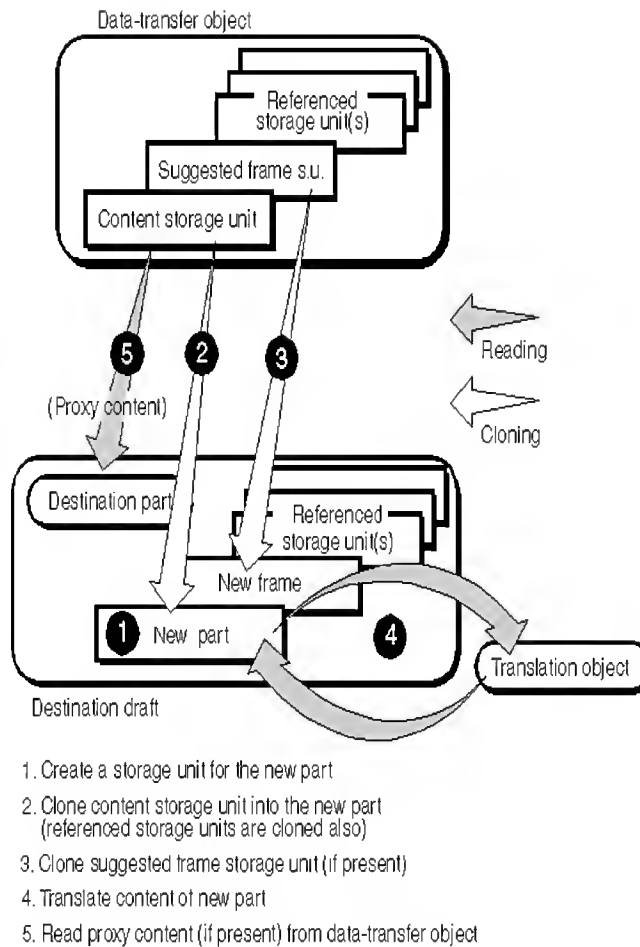 Data-transfer object
Referenced
storage unit(s)
Suggested frame s.u.
Content storage unit
5
2
3
Reading
(Proxy content)
Cloning
Destination part
Referenced
storage unit(s)
New frame
1
New part
4
Translation object
Destination draft
1. Create a storage unit for the new part
2. Clone content storage unit into the new part
(referenced storage units are cloned also)
3. Clone suggested frame storage unit (if present)
4. Translate content of new part
5. Read proxy content (if present) from data-transfer object